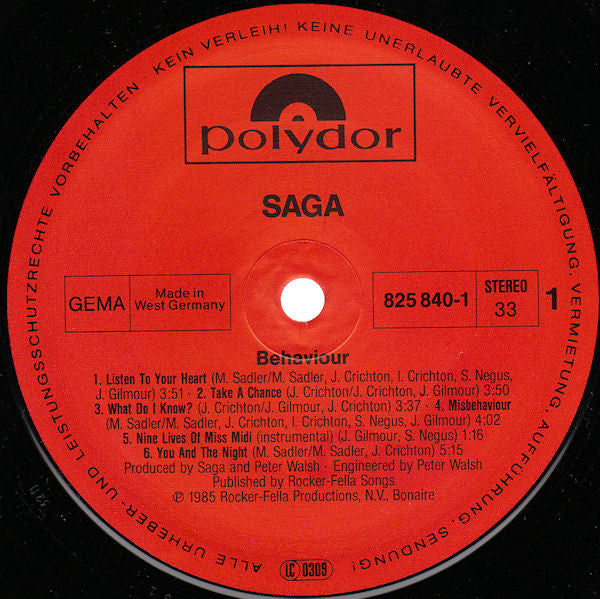 ALLE URHEBER- UND LEISTUNGSSCHUTZRECHTE VORBEHALTEN · KEIN VERLEIH! KEINE UNERLAUBTE VERVIELFÄLTIGUNG, VERMIETUNG, AUFFÜHRUNG, SENDUNG!
polydor
SAGA
GEMA
Made in
West Germany
825 840-1
STEREO
33
1
Behaviour
1. Listen To Your Heart (M. Sadler/M. Sadler, J. Crichton, I. Crichton, S. Negus,
J. Gilmour) 3:51 · 2. Take A Chance (J. Crichton/J. Crichton, J. Gilmour) 3:50
3. What Do I Know? (J. Crichton/J. Gilmour, J. Crichton) 3:37 · 4. Misbehaviour
(M. Sadler/M. Sadler, J. Crichton, I. Crichton, S. Negus, J. Gilmour) 4:02
5. Nine Lives Of Miss Midi (instrumental) (J. Gilmour, S. Negus) 1:16
6. You And The Night (M. Sadler/M. Sadler, J. Crichton) 5:15
Produced by Saga and Peter Walsh · Engineered by Peter Walsh
Published by Rocker-Fella Songs
℗ 1985 Rocker-Fella Productions, N.V., Bonaire
LC 0309